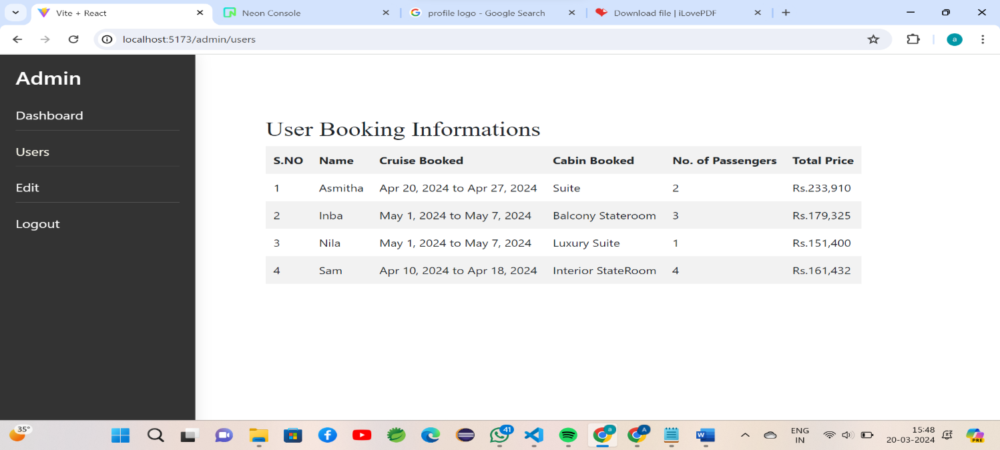 Vite + React
Neon Console
profile logo - Google Search
Download file | iLovePDF
localhost:5173/admin/users
a
Admin
Dashboard
Users
Edit
Logout
User Booking Informations
S.NO Name Cruise Booked Cabin Booked No. of Passengers Total Price
1 Asmitha Apr 20, 2024 to Apr 27, 2024 Suite 2 Rs.233,910
2 Inba May 1, 2024 to May 7, 2024 Balcony Stateroom 3 Rs.179,325
3 Nila May 1, 2024 to May 7, 2024 Luxury Suite 1 Rs.151,400
4 Sam Apr 10, 2024 to Apr 18, 2024 Interior StateRoom 4 Rs.161,432
35°
41
a
A
W
ENG
IN
15:48
20-03-2024
PRE